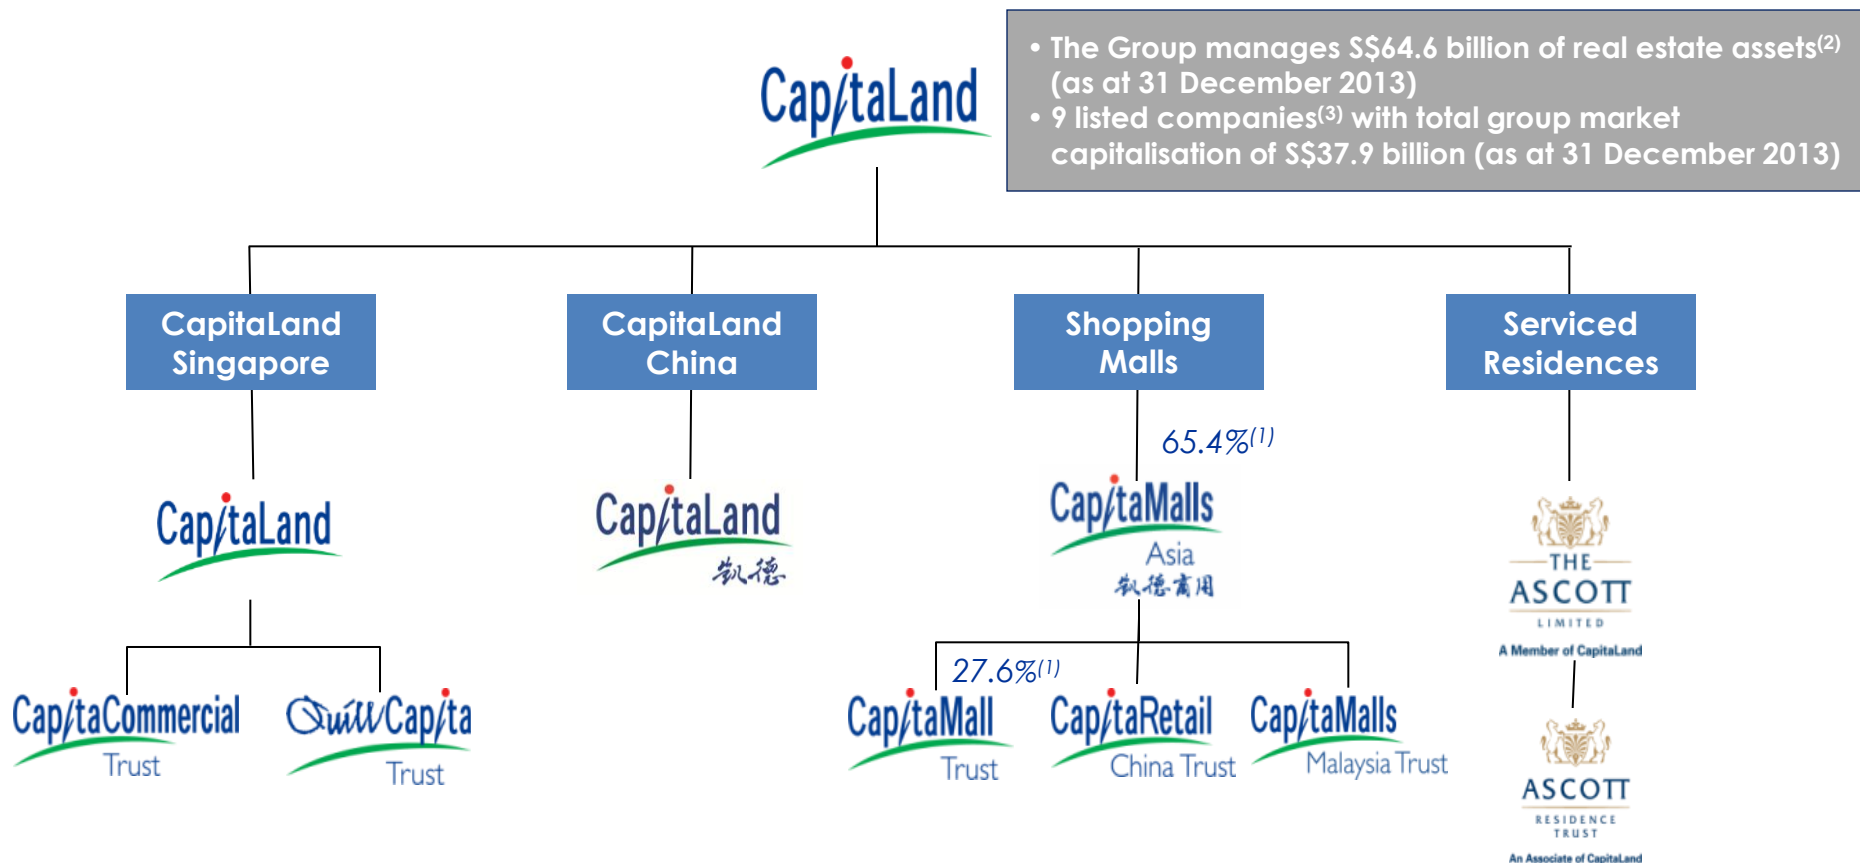 CapitaLand
• The Group manages S$64.6 billion of real estate assets(2)
(as at 31 December 2013)
• 9 listed companies(3) with total group market
capitalisation of S$37.9 billion (as at 31 December 2013)
CapitaLand
Singapore
CapitaLand
China
Shopping
Malls
Serviced
Residences
65.4%(1)
CapitaLand
CapitaLand
凯德
CapitaMalls
Asia
凯德商用
THE
ASCOTT
LIMITED
A Member of CapitaLand
27.6%(1)
CapitaCommercial
Trust
QuillCapita
Trust
CapitaMall
Trust
CapitaRetail
China Trust
CapitaMalls
Malaysia Trust
ASCOTT
RESIDENCE
TRUST
An Associate of CapitaLand